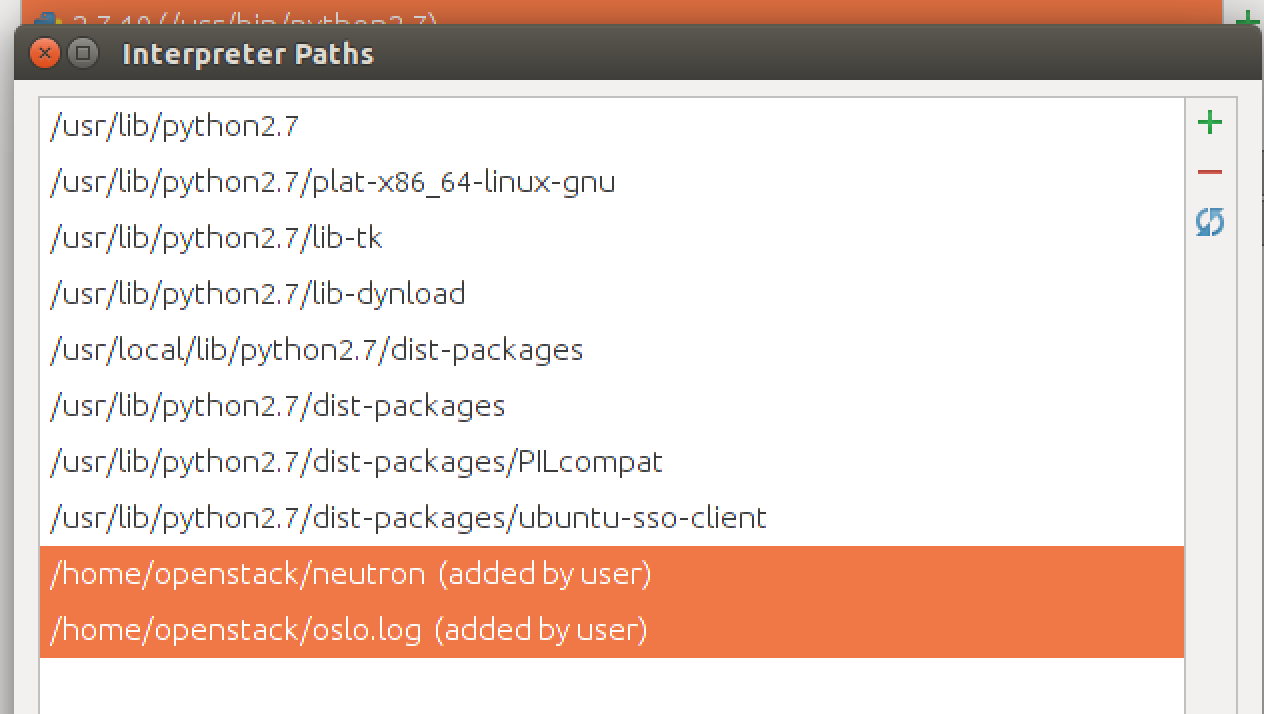 2.7.10 (/usr/bin/python2.7)
Interpreter Paths
/usr/lib/python2.7
/usr/lib/python2.7/plat-x86_64-linux-gnu
/usr/lib/python2.7/lib-tk
/usr/lib/python2.7/lib-dynload
/usr/local/lib/python2.7/dist-packages
/usr/lib/python2.7/dist-packages
/usr/lib/python2.7/dist-packages/PILcompat
/usr/lib/python2.7/dist-packages/ubuntu-sso-client
/home/openstack/neutron (added by user)
/home/openstack/oslo.log (added by user)